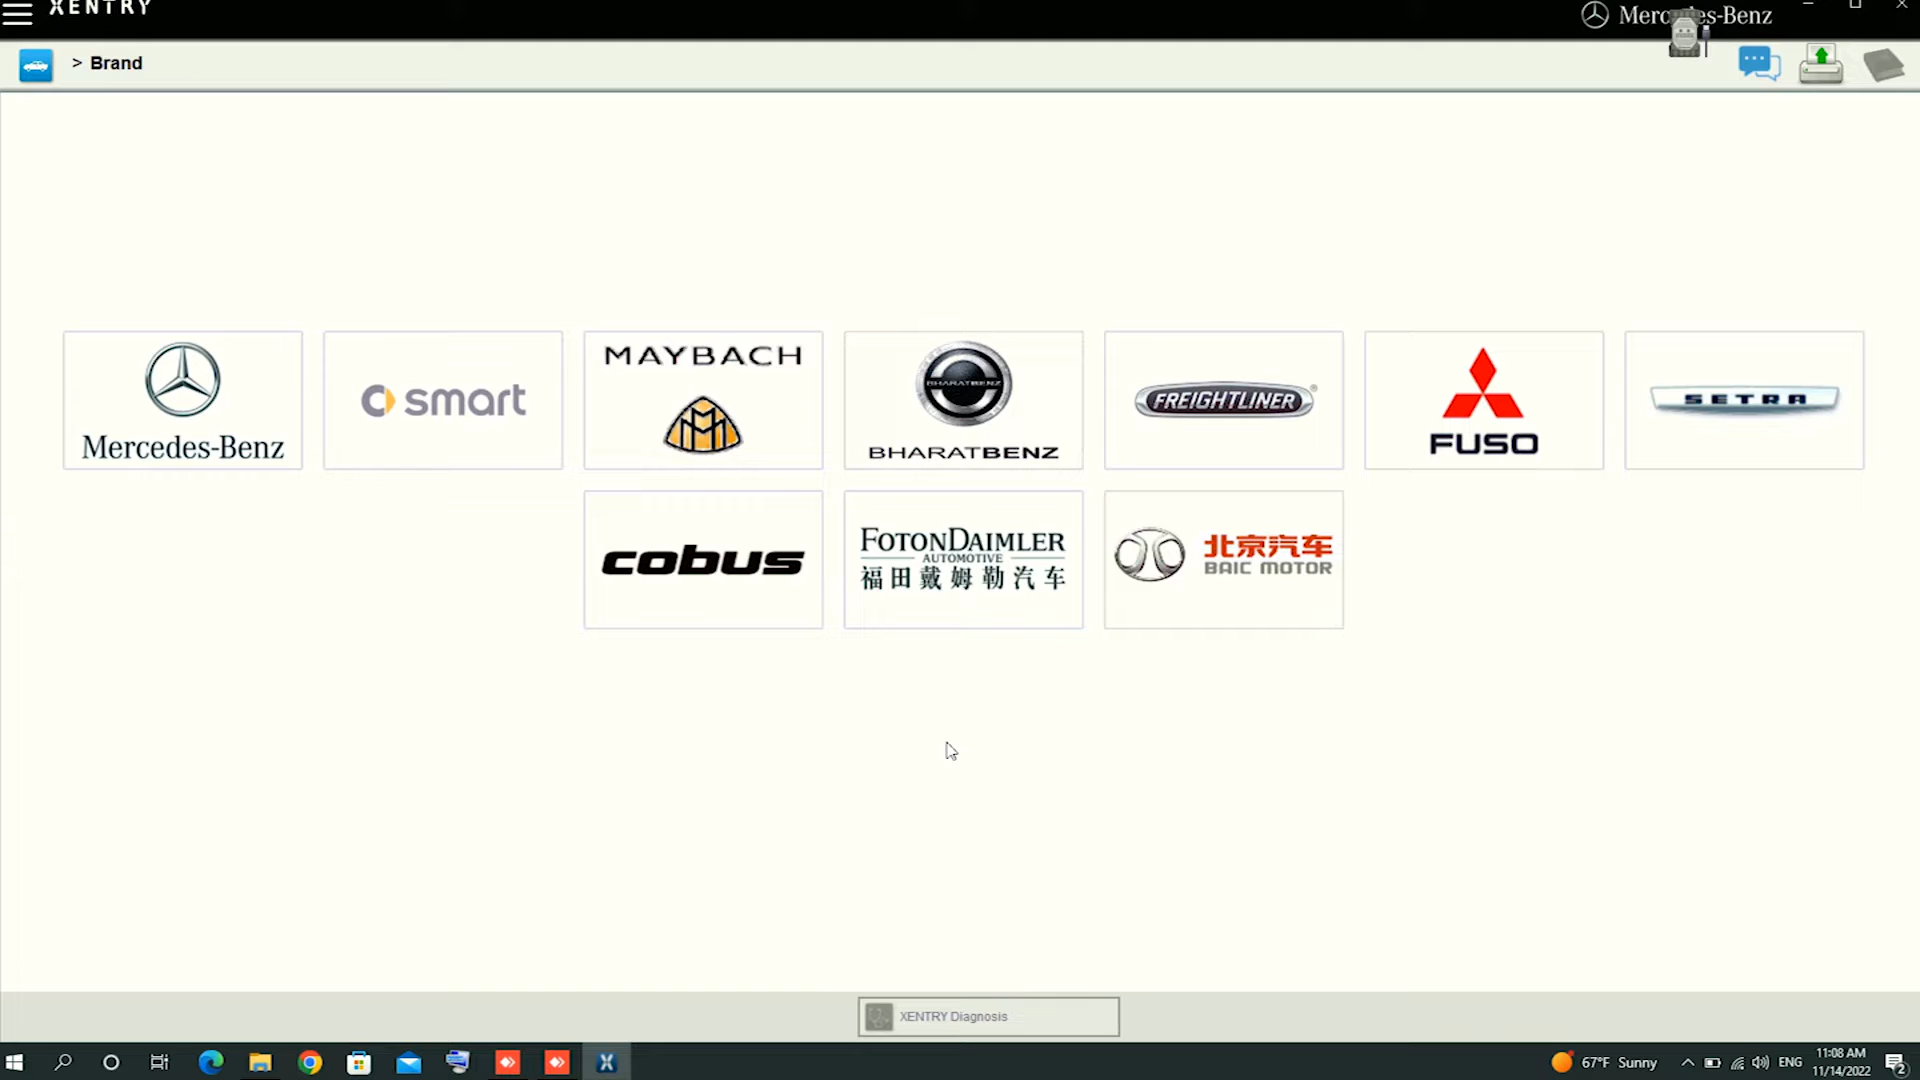 XENTRY
Mercedes-Benz
> Brand
Mercedes-Benz
smart
MAYBACH
BHARATBENZ
BHARATBENZ
FREIGHTLINER®
FUSO
SETRA
cobus
FOTONDAIMLER
AUTOMOTIVE
福田戴姆勒汽车
北京汽车
BAIC MOTOR
XENTRY Diagnosis
67°F Sunny
ENG
11:08 AM
11/14/2022
2